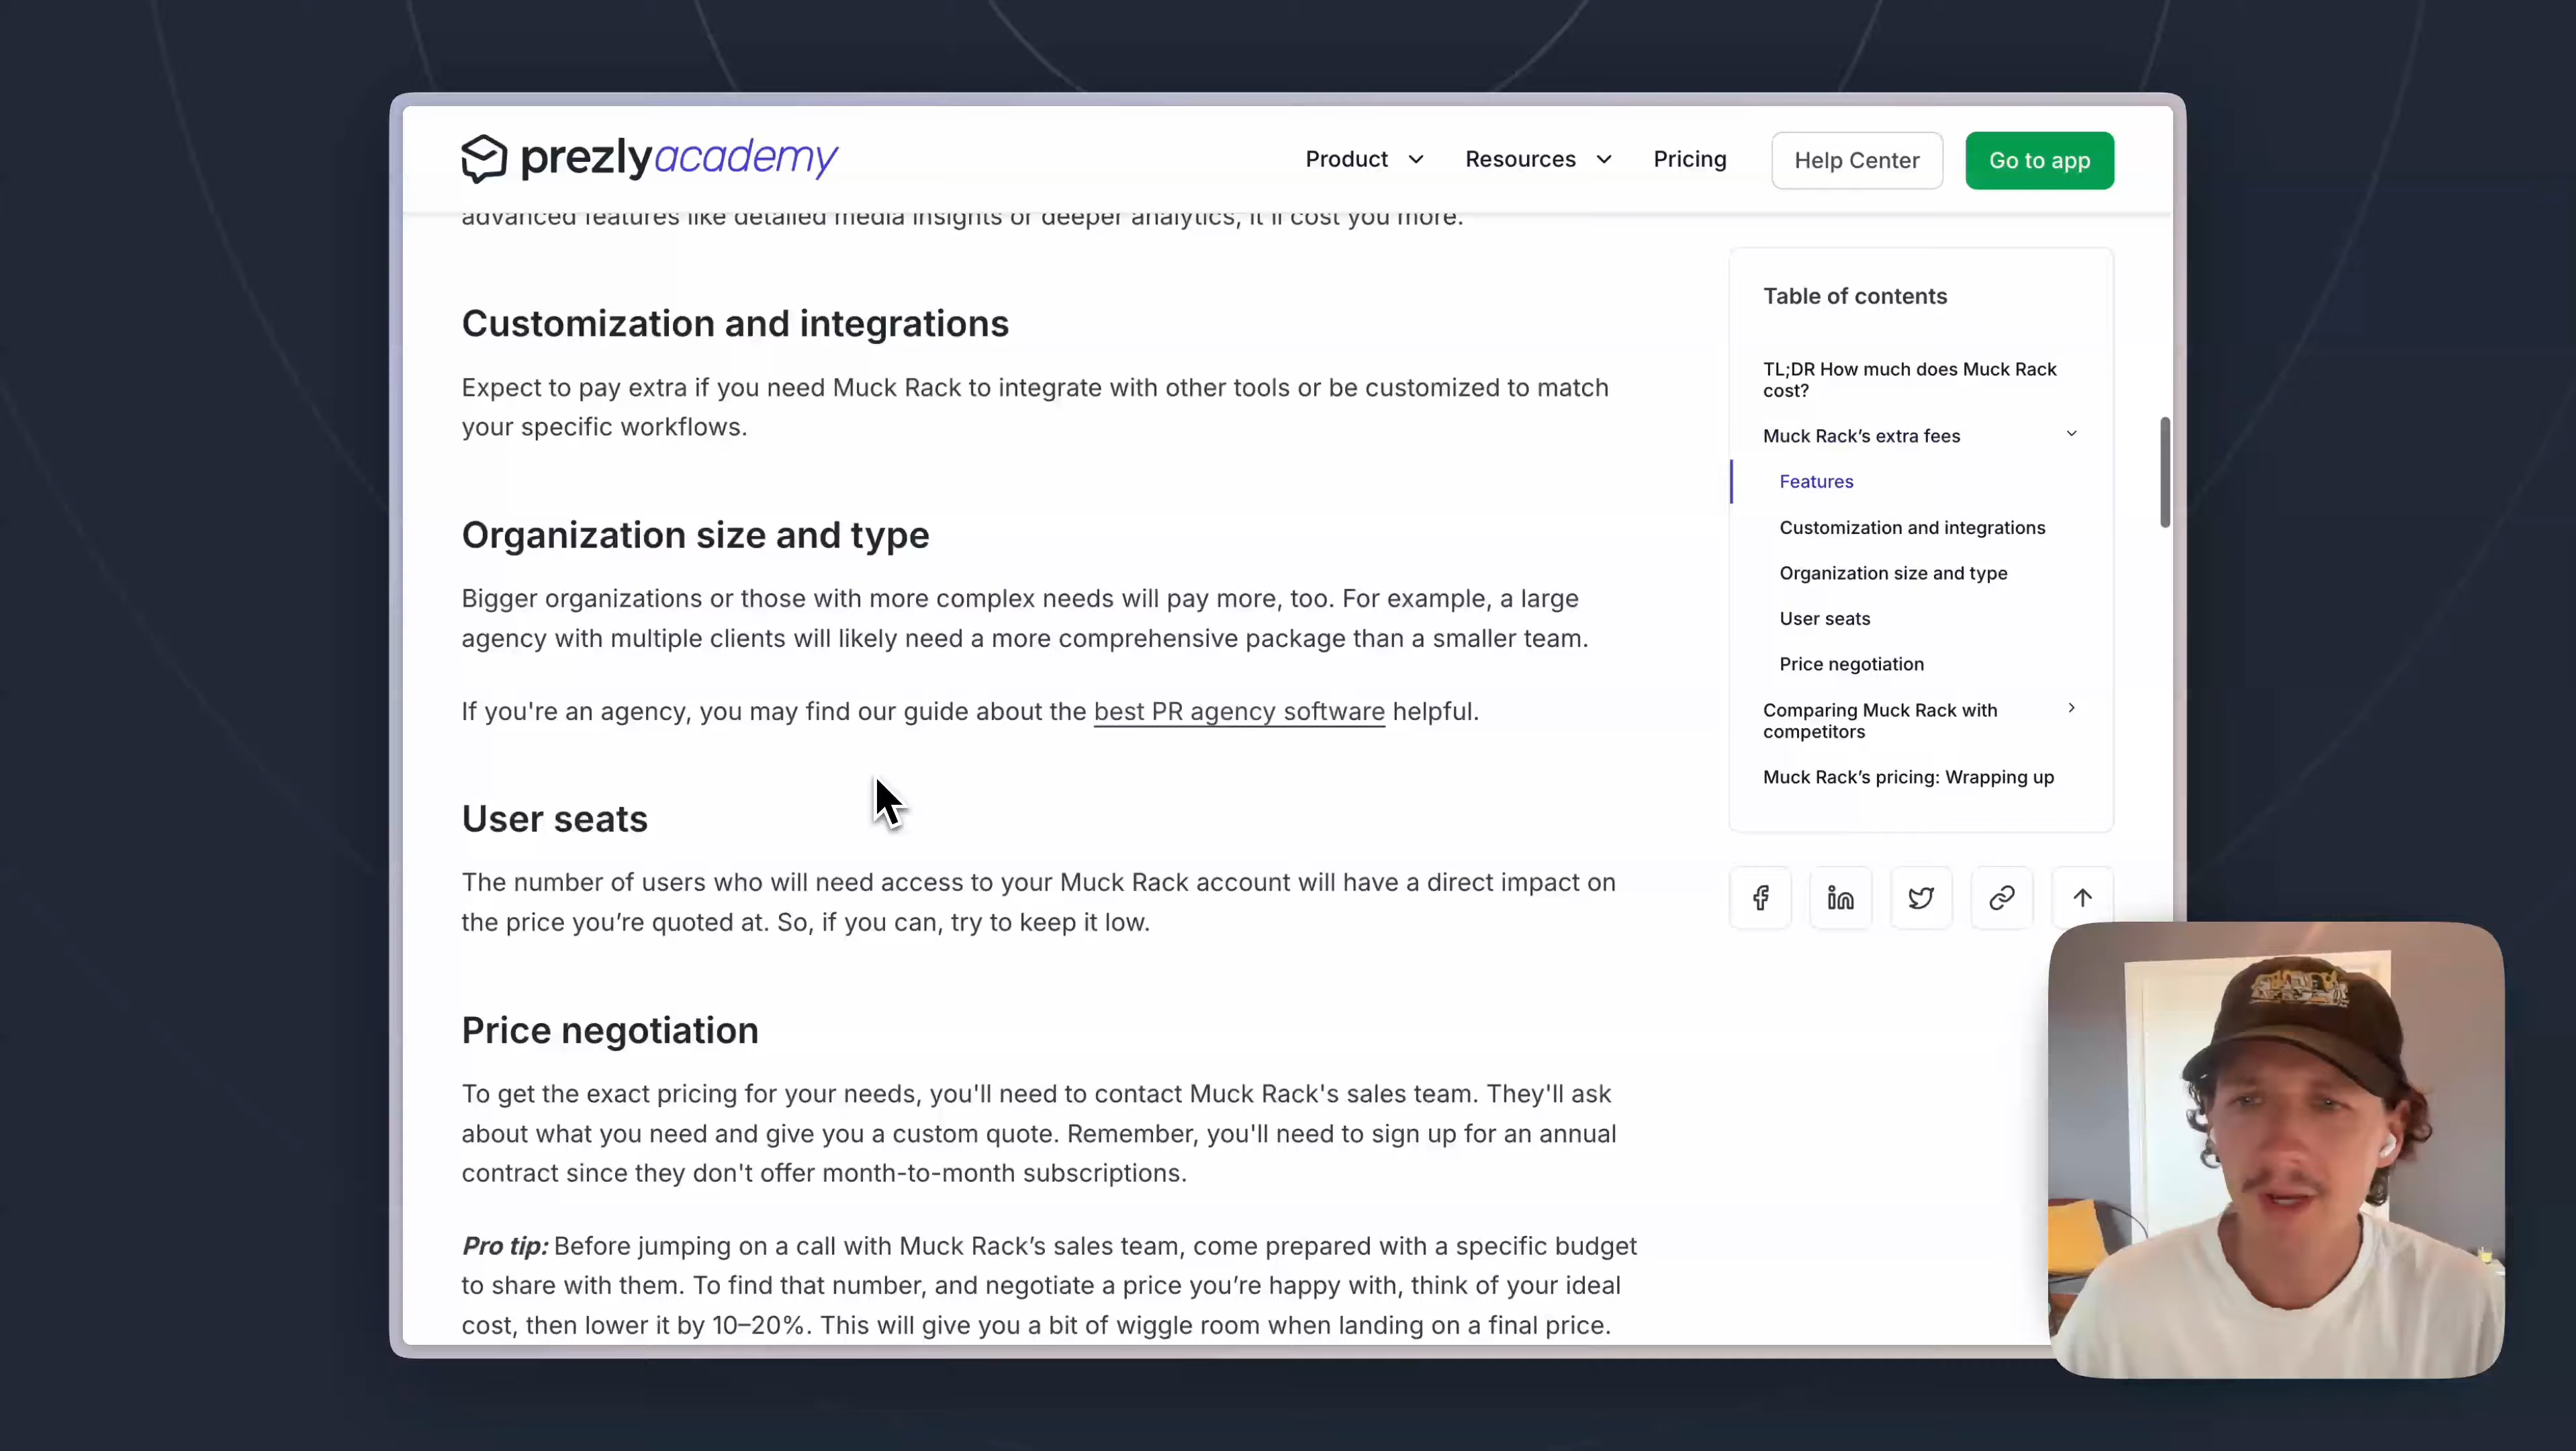 prezlyacademy
Product
Resources
Pricing
Help Center
Go to app
advanced features like detailed media insights or deeper analytics, it'll cost you more.
Customization and integrations
Expect to pay extra if you need Muck Rack to integrate with other tools or be customized to match
your specific workflows.
Organization size and type
Bigger organizations or those with more complex needs will pay more, too. For example, a large
agency with multiple clients will likely need a more comprehensive package than a smaller team.
If you're an agency, you may find our guide about the best PR agency software helpful.
User seats
The number of users who will need access to your Muck Rack account will have a direct impact on
the price you’re quoted at. So, if you can, try to keep it low.
Price negotiation
To get the exact pricing for your needs, you'll need to contact Muck Rack's sales team. They'll ask
about what you need and give you a custom quote. Remember, you'll need to sign up for an annual
contract since they don't offer month-to-month subscriptions.
Pro tip: Before jumping on a call with Muck Rack’s sales team, come prepared with a specific budget
to share with them. To find that number, and negotiate a price you’re happy with, think of your ideal
cost, then lower it by 10–20%. This will give you a bit of wiggle room when landing on a final price.
Table of contents
TL;DR How much does Muck Rack
cost?
Muck Rack’s extra fees
Features
Customization and integrations
Organization size and type
User seats
Price negotiation
Comparing Muck Rack with
competitors
Muck Rack’s pricing: Wrapping up